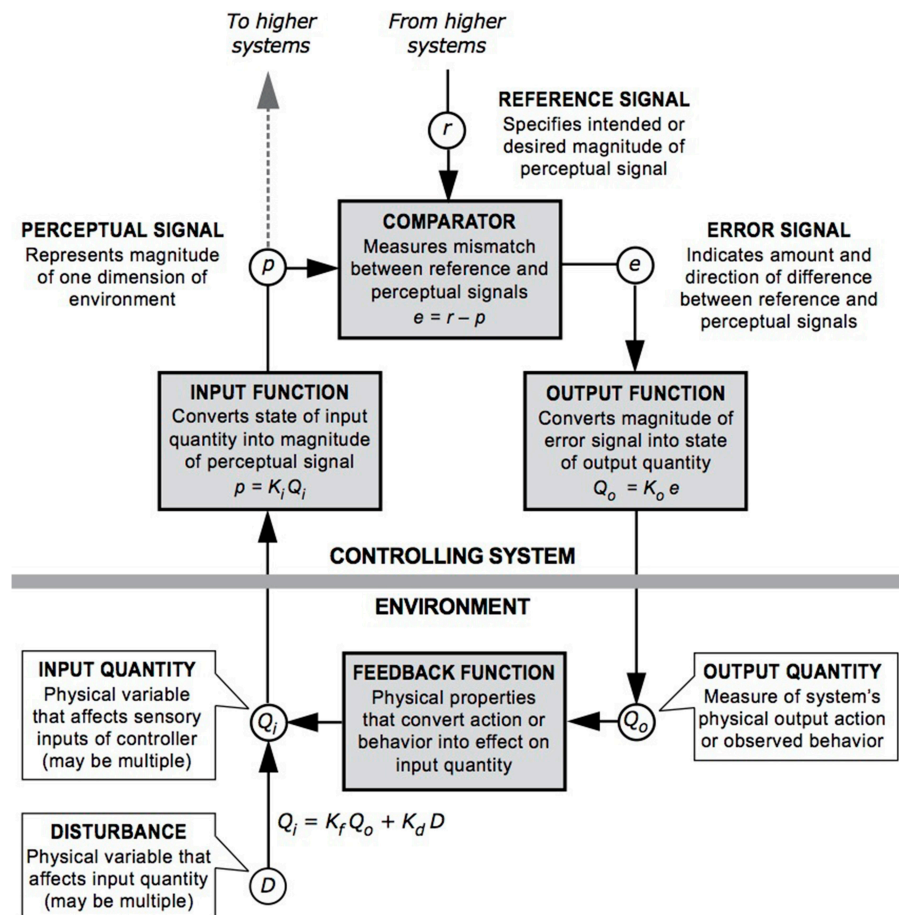 To higher
systems
From higher
systems
r
REFERENCE SIGNAL
Specifies intended or
desired magnitude of
perceptual signal
PERCEPTUAL SIGNAL
Represents magnitude
of one dimension of
environment
p
COMPARATOR
Measures mismatch
between reference and
perceptual signals
e = r – p
e
ERROR SIGNAL
Indicates amount and
direction of difference
between reference and
perceptual signals
INPUT FUNCTION
Converts state of input
quantity into magnitude
of perceptual signal
p = KᵢQᵢ
OUTPUT FUNCTION
Converts magnitude of
error signal into state
of output quantity
Qₒ = Kₒ e
CONTROLLING SYSTEM
ENVIRONMENT
INPUT QUANTITY
Physical variable
that affects sensory
inputs of controller
(may be multiple)
Qᵢ
FEEDBACK FUNCTION
Physical properties
that convert action or
behavior into effect on
input quantity
Qₒ
OUTPUT QUANTITY
Measure of system's
physical output action
or observed behavior
Qᵢ = K_f Qₒ + K_d D
DISTURBANCE
Physical variable that
affects input quantity
(may be multiple)
D